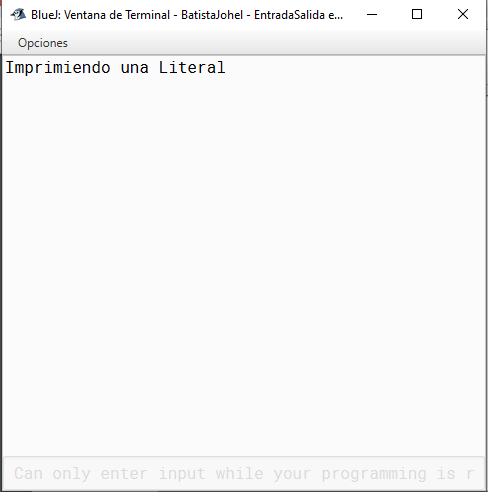 BlueJ: Ventana de Terminal - BatistaJohel - EntradaSalida e...
Opciones
Imprimiendo una Literal
Can only enter input while your programming is r